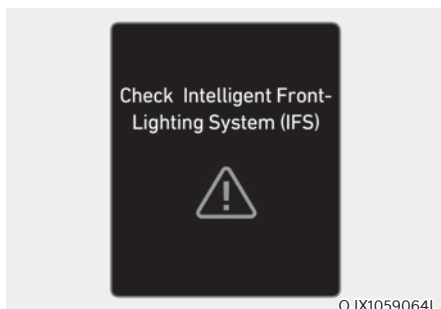 Check Intelligent Front-
Lighting System (IFS)
OJX1059064L